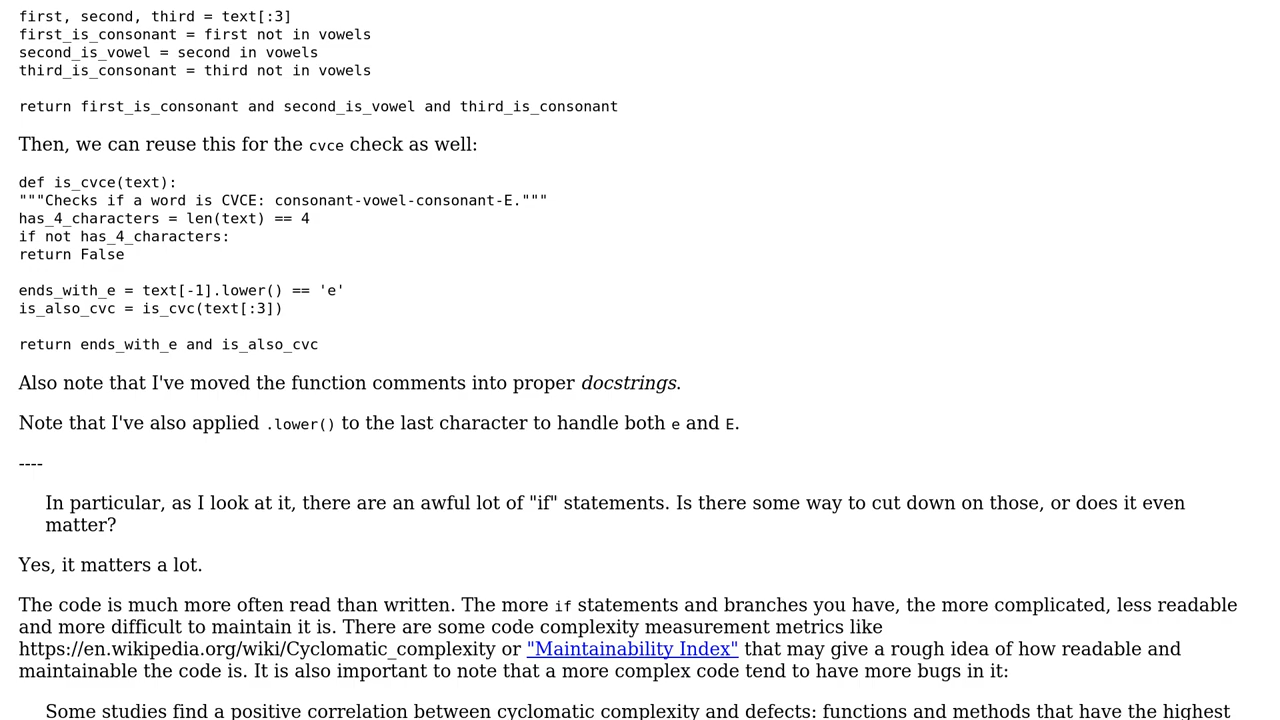 first, second, third = text[:3]
first_is_consonant = first not in vowels
second_is_vowel = second in vowels
third_is_consonant = third not in vowels
return first_is_consonant and second_is_vowel and third_is_consonant
Then, we can reuse this for the cvce check as well:
def is_cvce(text):
"""Checks if a word is CVCE: consonant-vowel-consonant-E."""
has_4_characters = len(text) == 4
if not has_4_characters:
return False
ends_with_e = text[-1].lower() == 'e'
is_also_cvc = is_cvc(text[:3])
return ends_with_e and is_also_cvc
Also note that I've moved the function comments into proper docstrings.
Note that I've also applied .lower() to the last character to handle both e and E.
----
In particular, as I look at it, there are an awful lot of "if" statements. Is there some way to cut down on those, or does it even
matter?
Yes, it matters a lot.
The code is much more often read than written. The more if statements and branches you have, the more complicated, less readable
and more difficult to maintain it is. There are some code complexity measurement metrics like
https://en.wikipedia.org/wiki/Cyclomatic_complexity or "Maintainability Index" that may give a rough idea of how readable and
maintainable the code is. It is also important to note that a more complex code tend to have more bugs in it:
Some studies find a positive correlation between cyclomatic complexity and defects: functions and methods that have the highest